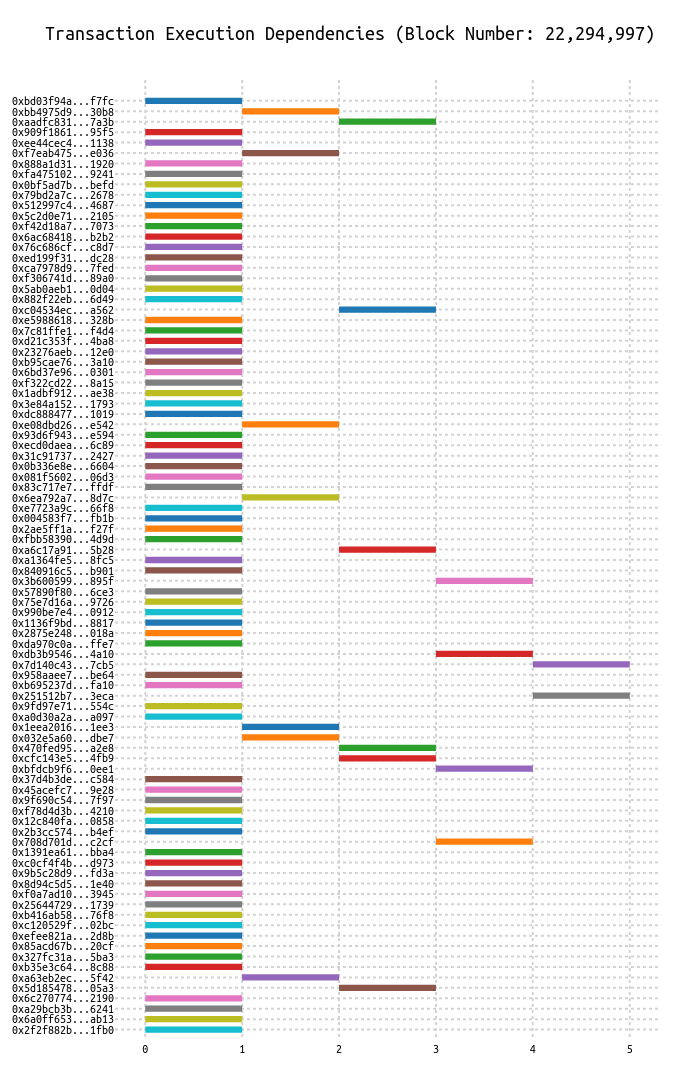 Transaction Execution Dependencies (Block Number: 22,294,997)
0xbd03f94a...f7fc
0xbb4975d9...30b8
0xaadfc831...7a3b
0x909f1861...95f5
0xee44cec4...1138
0xf7eab475...e036
0x888a1d31...1920
0xfa475102...9241
0x0bf5ad7b...befd
0x79bd2a7c...2678
0x512997c4...4687
0x5c2d0e71...2105
0xf42d18a7...7073
0x6ac68418...b2b2
0x76c686cf...c8d7
0xed199f31...dc28
0xca7978d9...7fed
0xf306741d...89a0
0x5ab0aeb1...0d04
0x882f22eb...6d49
0xc04534ec...a562
0xe5988618...328b
0x7c81ffe1...f4d4
0xd21c353f...4ba8
0x23276aeb...12e0
0xb95cae76...3a10
0x6bd37e96...0301
0xf322cd22...8a15
0x1adbf912...ae38
0x3e84a152...1793
0xdc888477...1019
0xe08dbd26...e542
0x93d6f943...e594
0xecd0daea...6c89
0x31c91737...2427
0x0b336e8e...6604
0x081f5602...06d3
0x83c717e7...ffdf
0x6ea792a7...8d7c
0xe7723a9c...66f8
0x004583f7...fb1b
0x2ae5ff1a...f27f
0xfbb58390...4d9d
0xa6c17a91...5b28
0xa1364fe5...8fc5
0x840916c5...b901
0x3b600599...895f
0x57890f80...6ce3
0x75e7d16a...9726
0x990be7e4...0912
0x1136f9bd...8817
0x2875e248...018a
0xda970c0a...ffe7
0xdb3b9546...4a10
0x7d140c43...7cb5
0x958aaee7...be64
0xb695237d...fa10
0x251512b7...3eca
0x9fd97e71...554c
0xa0d30a2a...a097
0x1eea2016...1ee3
0x032e5a60...dbe7
0x470fed95...a2e8
0xcfc143e5...4fb9
0xbfdcb9f6...0ee1
0x37d4b3de...c584
0x45acefc7...9e28
0x9f690c54...7f97
0xf78d4d3b...4210
0x12c840fa...0858
0x2b3cc574...b4ef
0x708d701d...c2cf
0x1391ea61...bba4
0xc0cf4f4b...d973
0x9b5c28d9...fd3a
0x8d94c5d5...1e40
0xf0a7ad10...3945
0x25644729...1739
0xb416ab58...76f8
0xc120529f...02bc
0xefee821a...2d8b
0x85acd67b...20cf
0x327fc31a...5ba3
0xb35e3c64...8c88
0xa63eb2ec...5f42
0x5d185478...05a3
0x6c270774...2190
0xa29bcb3b...6241
0x6a0ff653...ab13
0x2f2f882b...1fb0
0 1 2 3 4 5